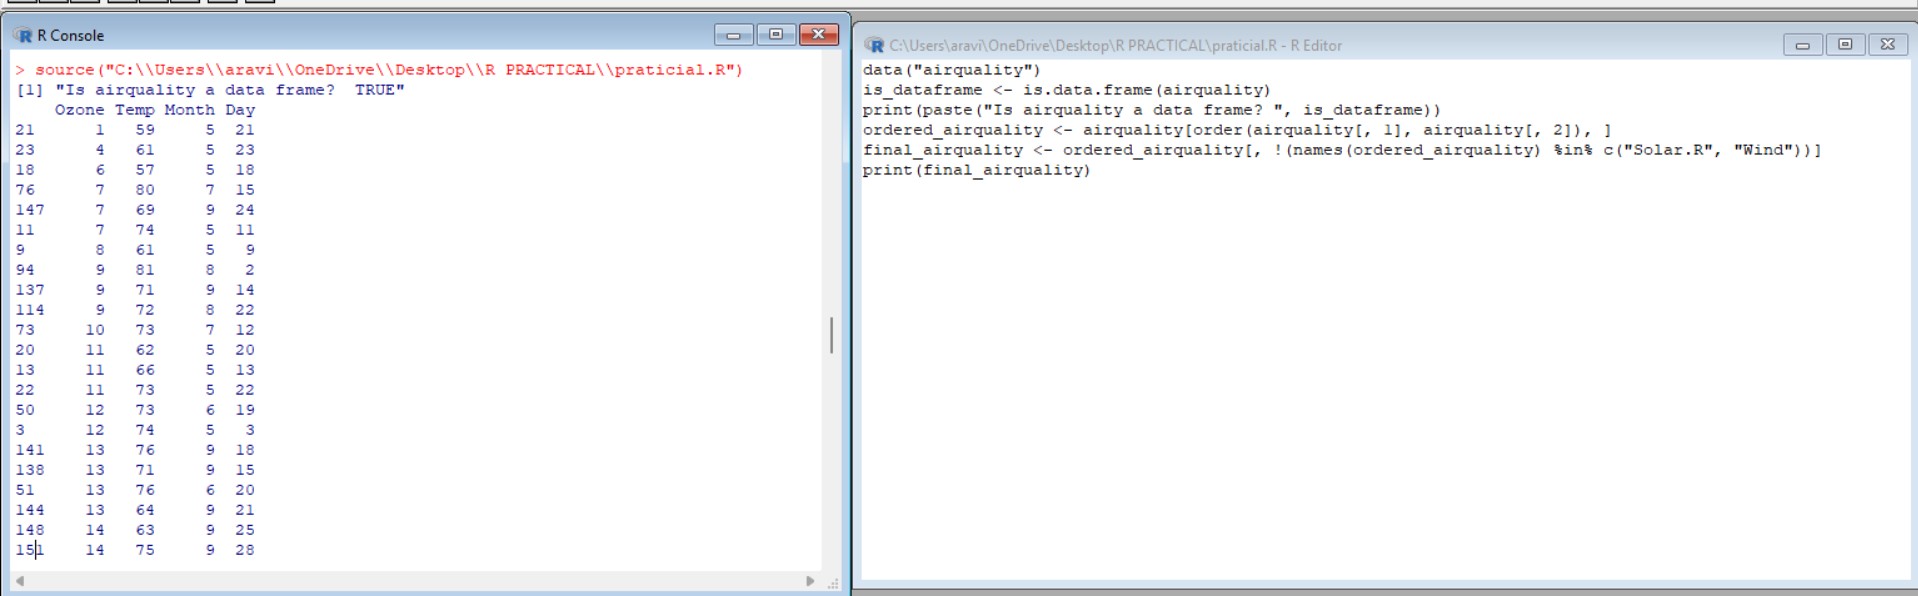 R Console
> source("C:\\Users\\aravi\\OneDrive\\Desktop\\R PRACTICAL\\praticial.R")
[1] "Is airquality a data frame?  TRUE"
    Ozone Temp Month Day
21      1   59     5  21
23      4   61     5  23
18      6   57     5  18
76      7   80     7  15
147     7   69     9  24
11      7   74     5  11
9       8   61     5   9
94      9   81     8   2
137     9   71     9  14
114     9   72     8  22
73     10   73     7  12
20     11   62     5  20
13     11   66     5  13
22     11   73     5  22
50     12   73     6  19
3      12   74     5   3
141    13   76     9  18
138    13   71     9  15
51     13   76     6  20
144    13   64     9  21
148    14   63     9  25
151    14   75     9  28
C:\Users\aravi\OneDrive\Desktop\R PRACTICAL\praticial.R - R Editor
data("airquality")
is_dataframe <- is.data.frame(airquality)
print(paste("Is airquality a data frame? ", is_dataframe))
ordered_airquality <- airquality[order(airquality[, 1], airquality[, 2]), ]
final_airquality <- ordered_airquality[, !(names(ordered_airquality) %in% c("Solar.R", "Wind"))]
print(final_airquality)